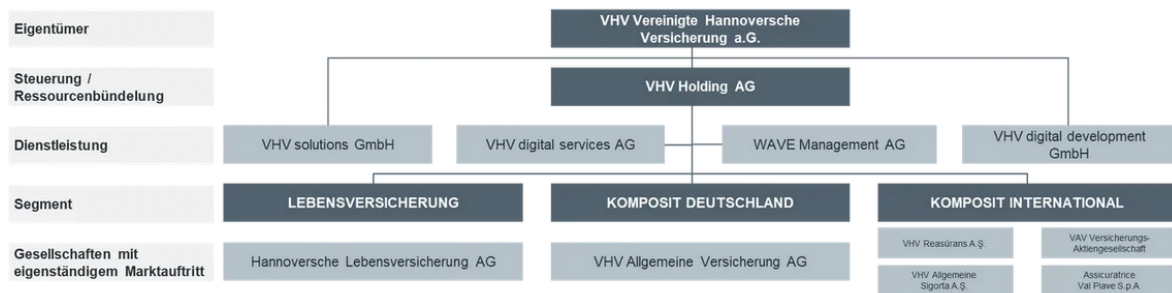 Eigentümer
VHV Vereinigte Hannoversche
Versicherung a.G.
Steuerung /
Ressourcenbündelung
VHV Holding AG
Dienstleistung
VHV solutions GmbH
VHV digital services AG
WAVE Management AG
VHV digital development
GmbH
Segment
LEBENSVERSICHERUNG
KOMPOSIT DEUTSCHLAND
KOMPOSIT INTERNATIONAL
Gesellschaften mit
eigenständigem Marktauftritt
Hannoversche Lebensversicherung AG
VHV Allgemeine Versicherung AG
VHV Reasürans A.Ş.
VAV Versicherungs-
Aktiengesellschaft
VHV Allgemeine
Sigorta A.Ş.
Assicuratrice
Val Piave S.p.A.